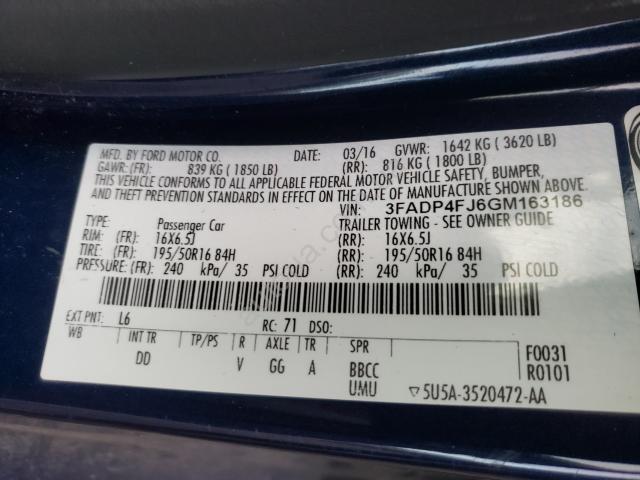 MFD. BY FORD MOTOR CO. DATE: 03/16 GVWR: 1642 KG ( 3620 LB)
GAWR: (FR): 839 KG ( 1850 LB) (RR): 816 KG ( 1800 LB)
THIS VEHICLE CONFORMS TO ALL APPLICABLE FEDERAL MOTOR VEHICLE SAFETY, BUMPER,
AND THEFT PREVENTION STANDARDS IN EFFECT ON THE DATE OF MANUFACTURE SHOWN ABOVE.
VIN: 3FADP4FJ6GM163186
TYPE: Passenger Car TRAILER TOWING - SEE OWNER GUIDE
RIM: (FR): 16X6.5J (RR): 16X6.5J
TIRE: (FR): 195/50R16 84H (RR): 195/50R16 84H
PRESSURE: (FR): 240 kPa/ 35 PSI COLD (RR): 240 kPa/ 35 PSI COLD
EXT PNT: L6 RC: 71 DSO:
WB INT TR TP/PS R AXLE TR SPR F0031
DD V GG A BBCC R0101
UMU ▽5U5A-3520472-AA